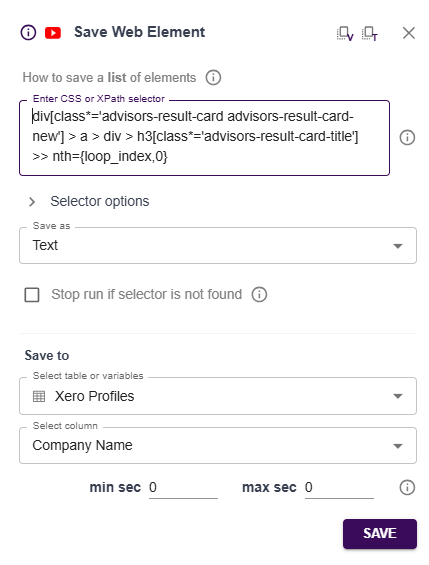 Save Web Element
V
T
How to save a list of elements
Enter CSS or XPath selector
div[class*='advisors-result-card advisors-result-card-
new'] > a > div > h3[class*='advisors-result-card-title']
>> nth={loop_index,0}
Selector options
Save as
Text
Stop run if selector is not found
Save to
Select table or variables
Xero Profiles
Select column
Company Name
min sec 0 max sec 0
SAVE